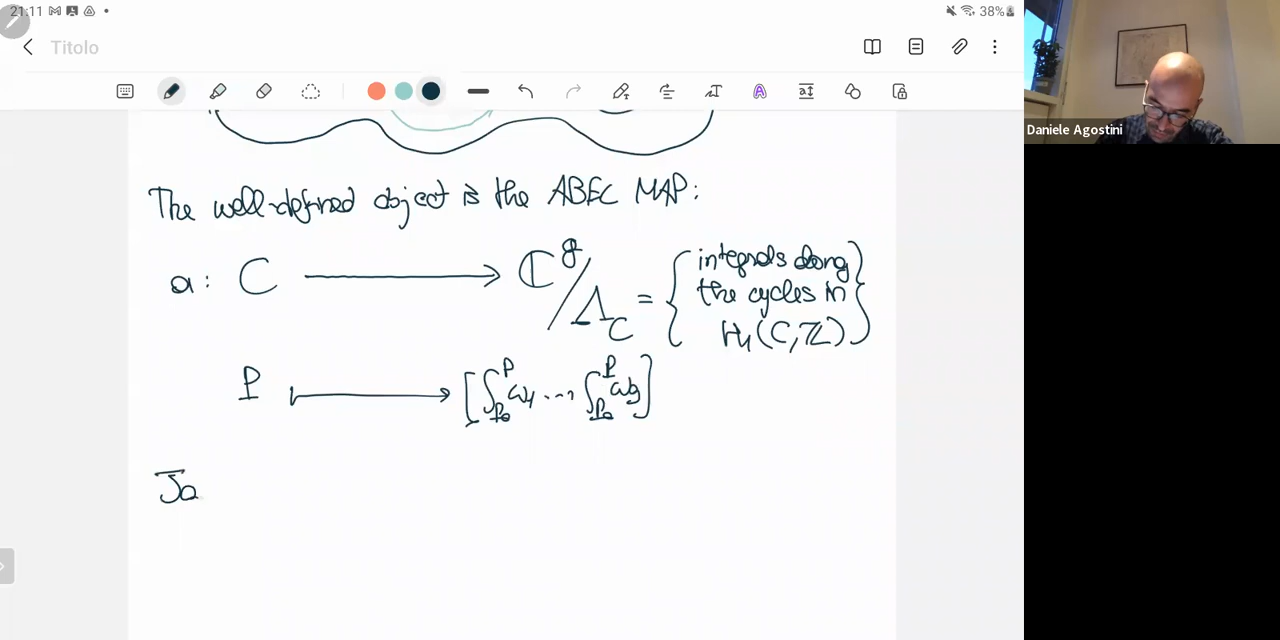 21:11
38%
Titolo
The well-defined object is the ABEL MAP:
a: C ⟶ ℂ^g/Λ_C = { integrals along
the cycles in
H₁(C,ℤ) }
P ⟼ [∫_{P₀}^P ω₁ ... , ∫_{P₀}^P ω_g]
Ja
Daniele Agostini